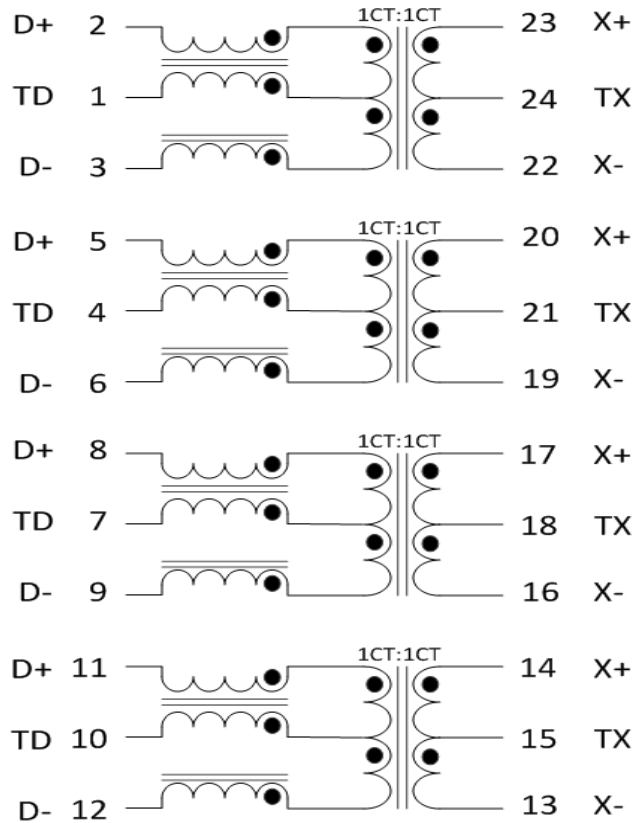 1CT:1CT
D+ 2 23 X+
TD 1 24 TX
D- 3 22 X-
1CT:1CT
D+ 5 20 X+
TD 4 21 TX
D- 6 19 X-
1CT:1CT
D+ 8 17 X+
TD 7 18 TX
D- 9 16 X-
1CT:1CT
D+ 11 14 X+
TD 10 15 TX
D- 12 13 X-